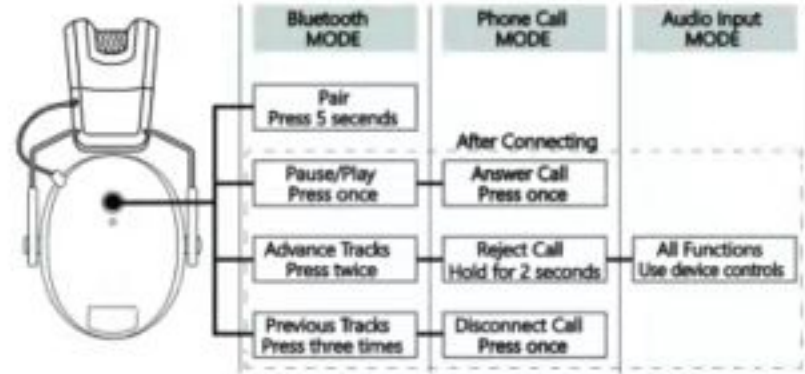 Bluetooth MODE
Phone Call MODE
Audio Input MODE
Pair
Press 5 secends
After Connecting
Pause/Play
Press once
Answer Call
Press once
Advance Tracks
Press twice
Reject Call
Hold for 2 seconds
All Functions
Use device controls
Previous Tracks
Press three times
Disconnect Call
Press once